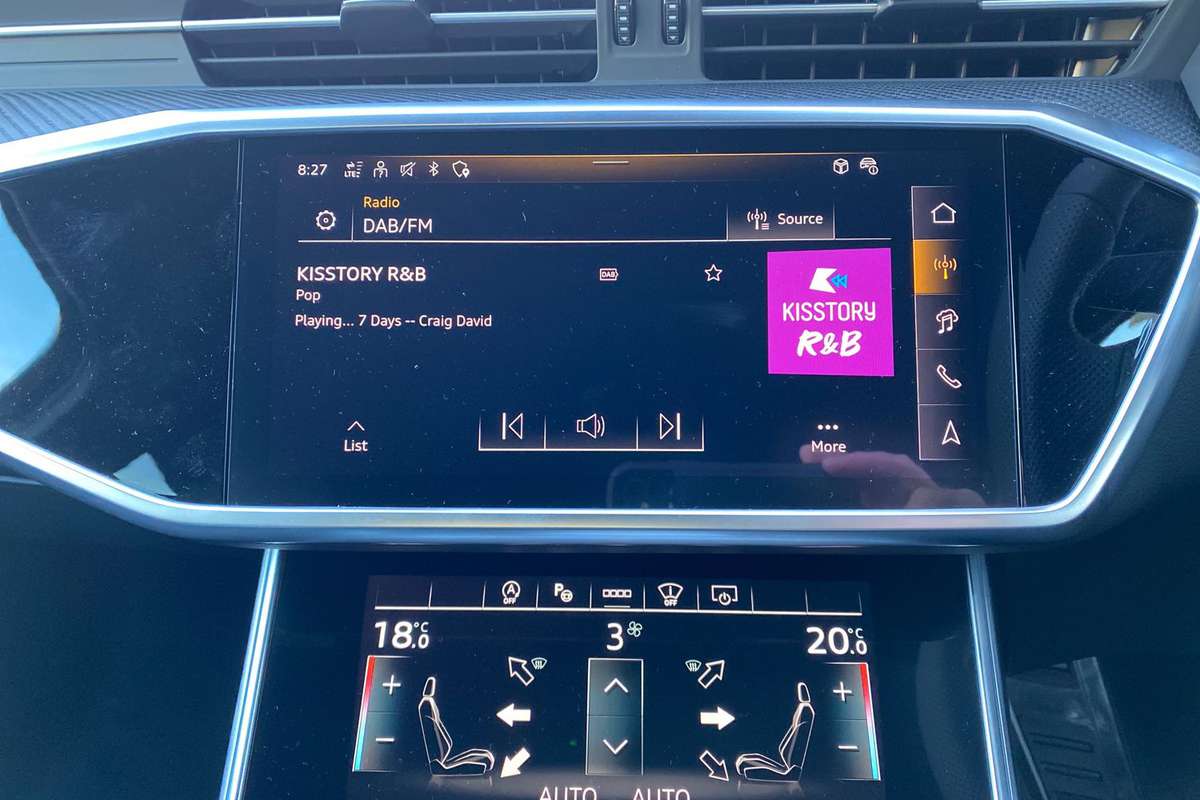 8:27 LTE
Radio
DAB/FM
Source
KISSTORY R&B
DAB
Pop
Playing... 7 Days -- Craig David
KISSTORY
R&B
List
More
A
OFF
P
OFF
18.0 °C
3
20.0 °C
+
+
−
−
AUTO AUTO